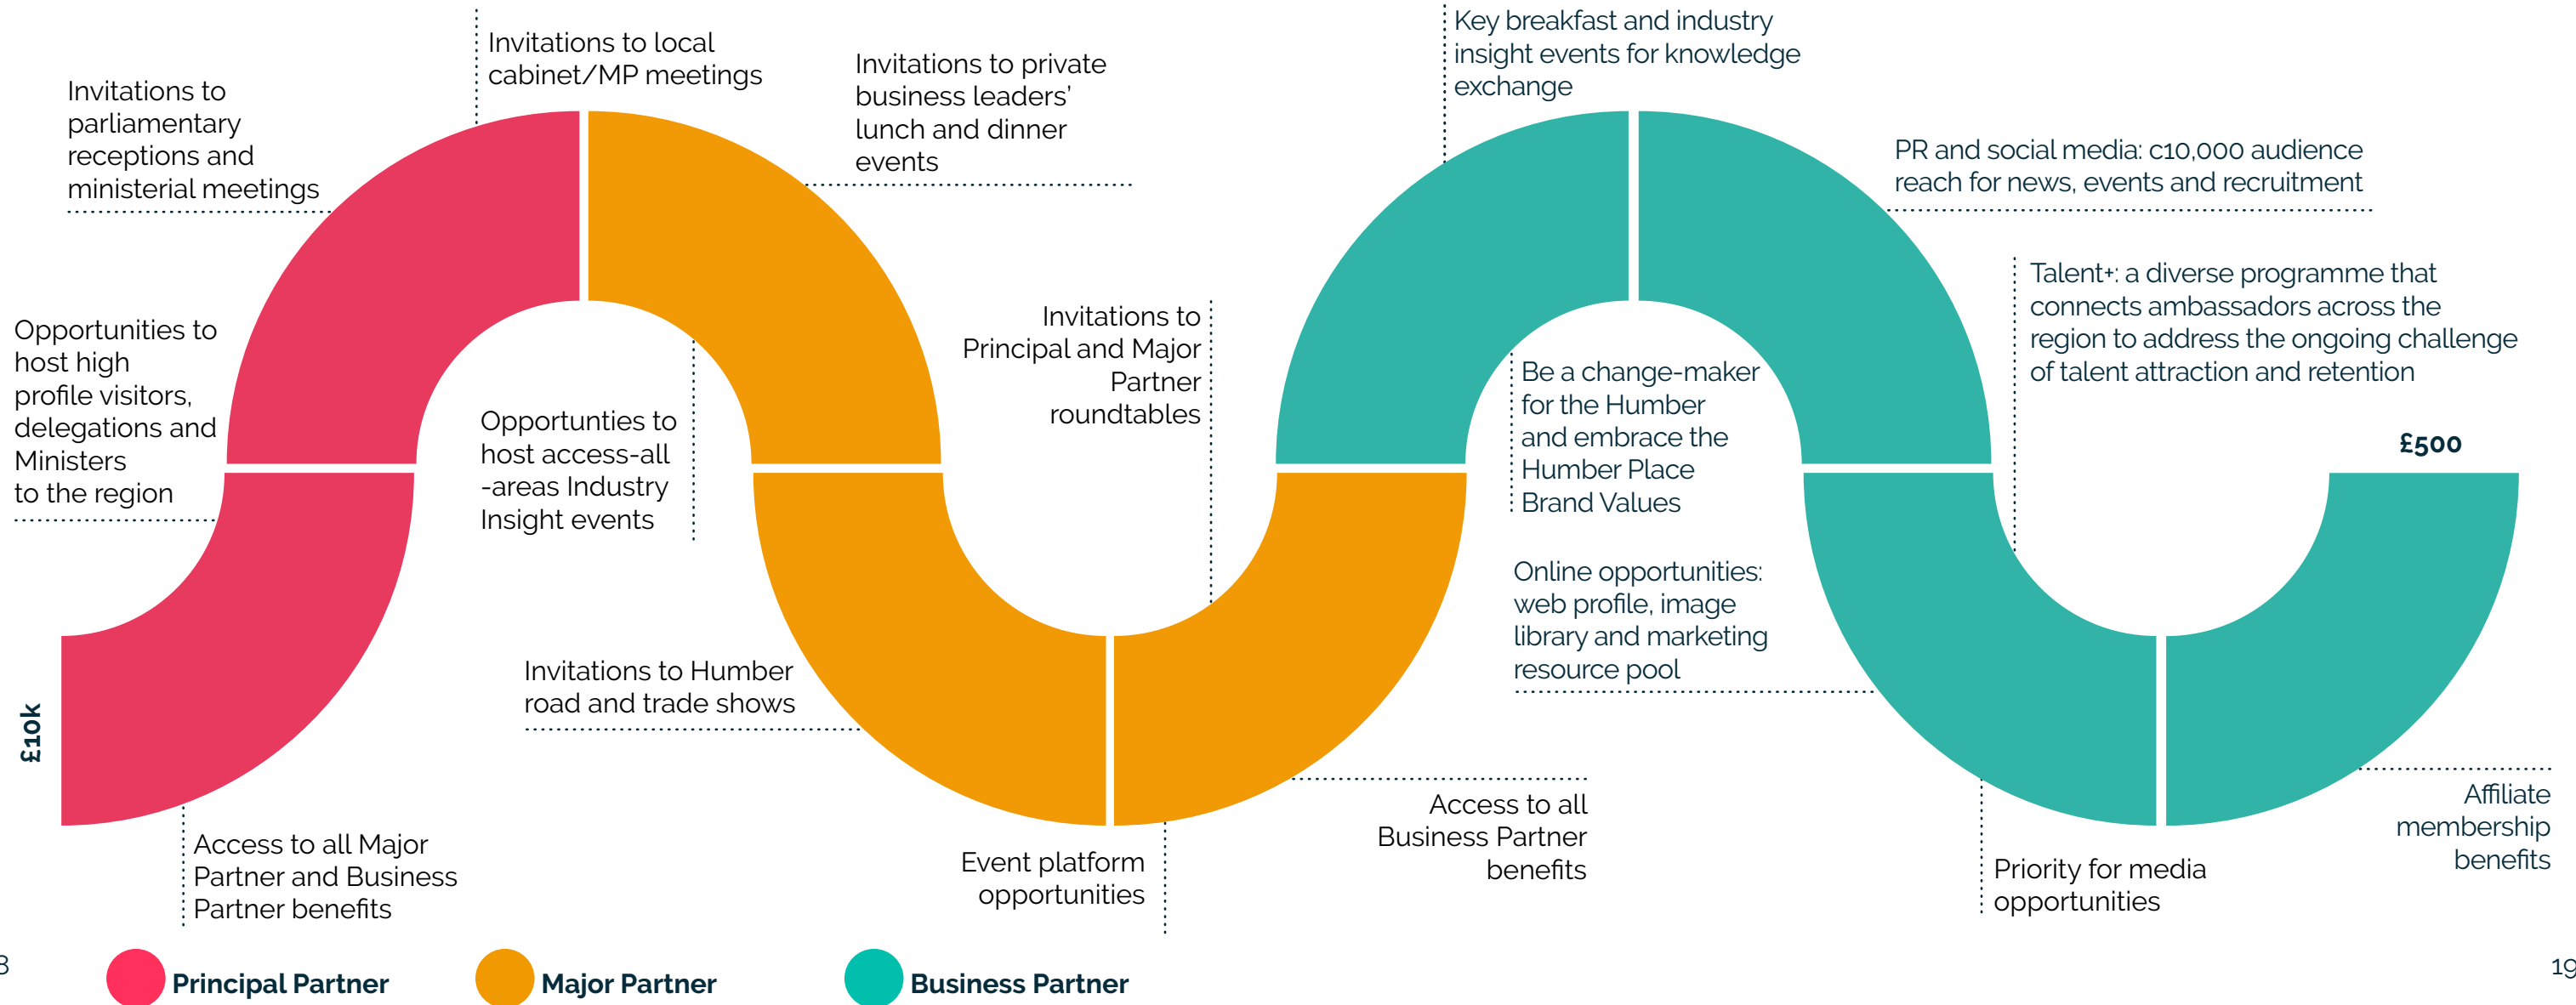 Invitations to
parliamentary
receptions and
ministerial meetings
Invitations to local
cabinet/MP meetings
Invitations to private
business leaders’
lunch and dinner
events
Key breakfast and industry
insight events for knowledge
exchange
PR and social media: c10,000 audience
reach for news, events and recruitment
Opportunities to
host high
profile visitors,
delegations and
Ministers
to the region
Opportunties to
host access-all
-areas Industry
Insight events
Invitations to
Principal and Major
Partner
roundtables
Be a change-maker
for the Humber
and embrace the
Humber Place
Brand Values
Talent+: a diverse programme that
connects ambassadors across the
region to address the ongoing challenge
of talent attraction and retention
£500
Online opportunities:
web profile, image
library and marketing
resource pool
Invitations to Humber
road and trade shows
£10k
Access to all Major
Partner and Business
Partner benefits
Event platform
opportunities
Access to all
Business Partner
benefits
Priority for media
opportunities
Affiliate
membership
benefits
Principal Partner
Major Partner
Business Partner
19